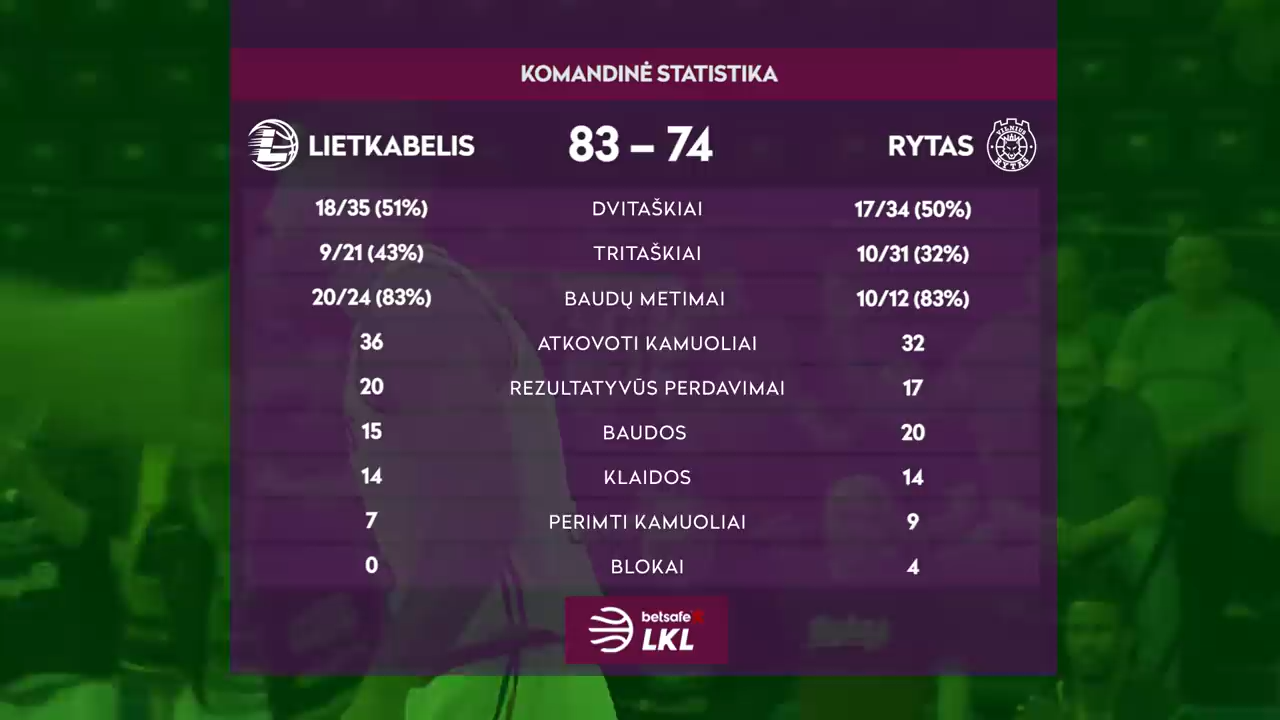 KOMANDINĖ STATISTIKA
LIETKABELIS 83 – 74 RYTAS VILNIUS RYTAS
18/35 (51%) DVITAŠKIAI 17/34 (50%)
9/21 (43%) TRITAŠKIAI 10/31 (32%)
20/24 (83%) BAUDŲ METIMAI 10/12 (83%)
36 ATKOVOTI KAMUOLIAI 32
20 REZULTATYVŪS PERDAVIMAI 17
15 BAUDOS 20
14 KLAIDOS 14
7 PERIMTI KAMUOLIAI 9
0 BLOKAI 4
betsafe
LKL